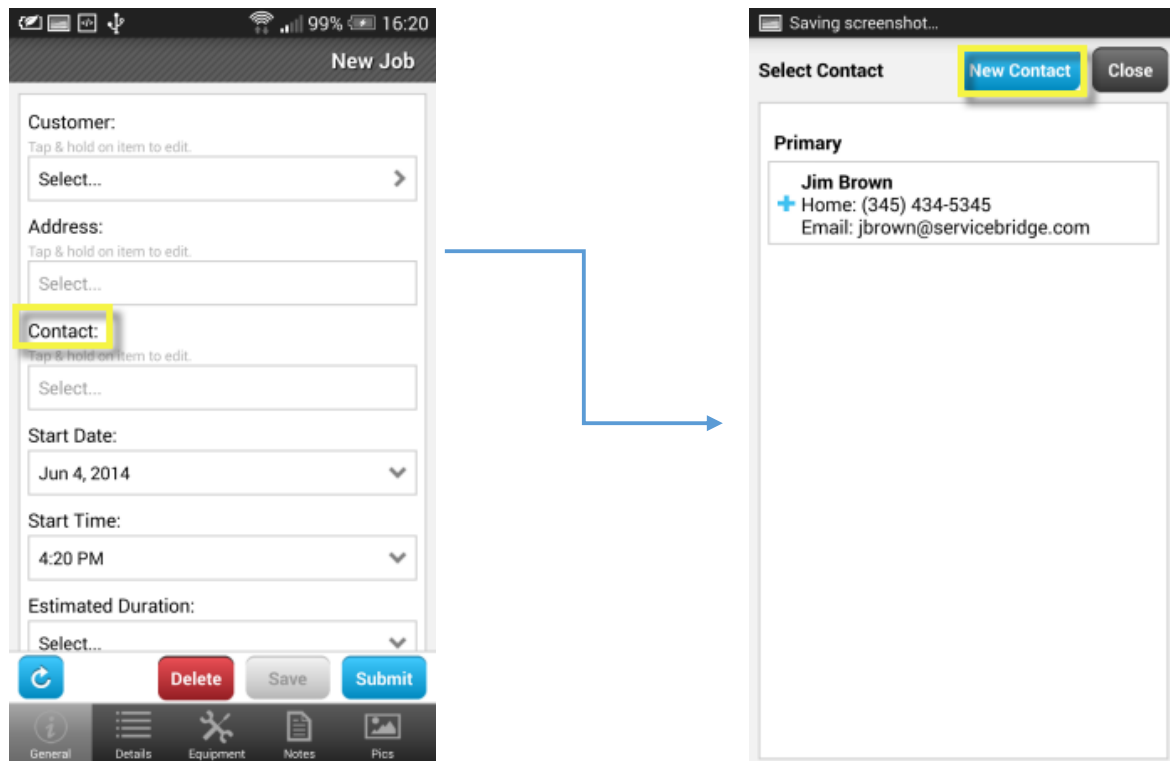 99% 16:20
New Job
Customer:
Tap & hold on item to edit.
Select...
Address:
Tap & hold on item to edit.
Select...
Contact:
Tap & hold on item to edit.
Select...
Start Date:
Jun 4, 2014
Start Time:
4:20 PM
Estimated Duration:
Select...
Delete Save Submit
General Details Equipment Notes Pics
Saving screenshot...
Select Contact New Contact Close
Primary
Jim Brown
Home: (345) 434-5345
Email: jbrown@servicebridge.com